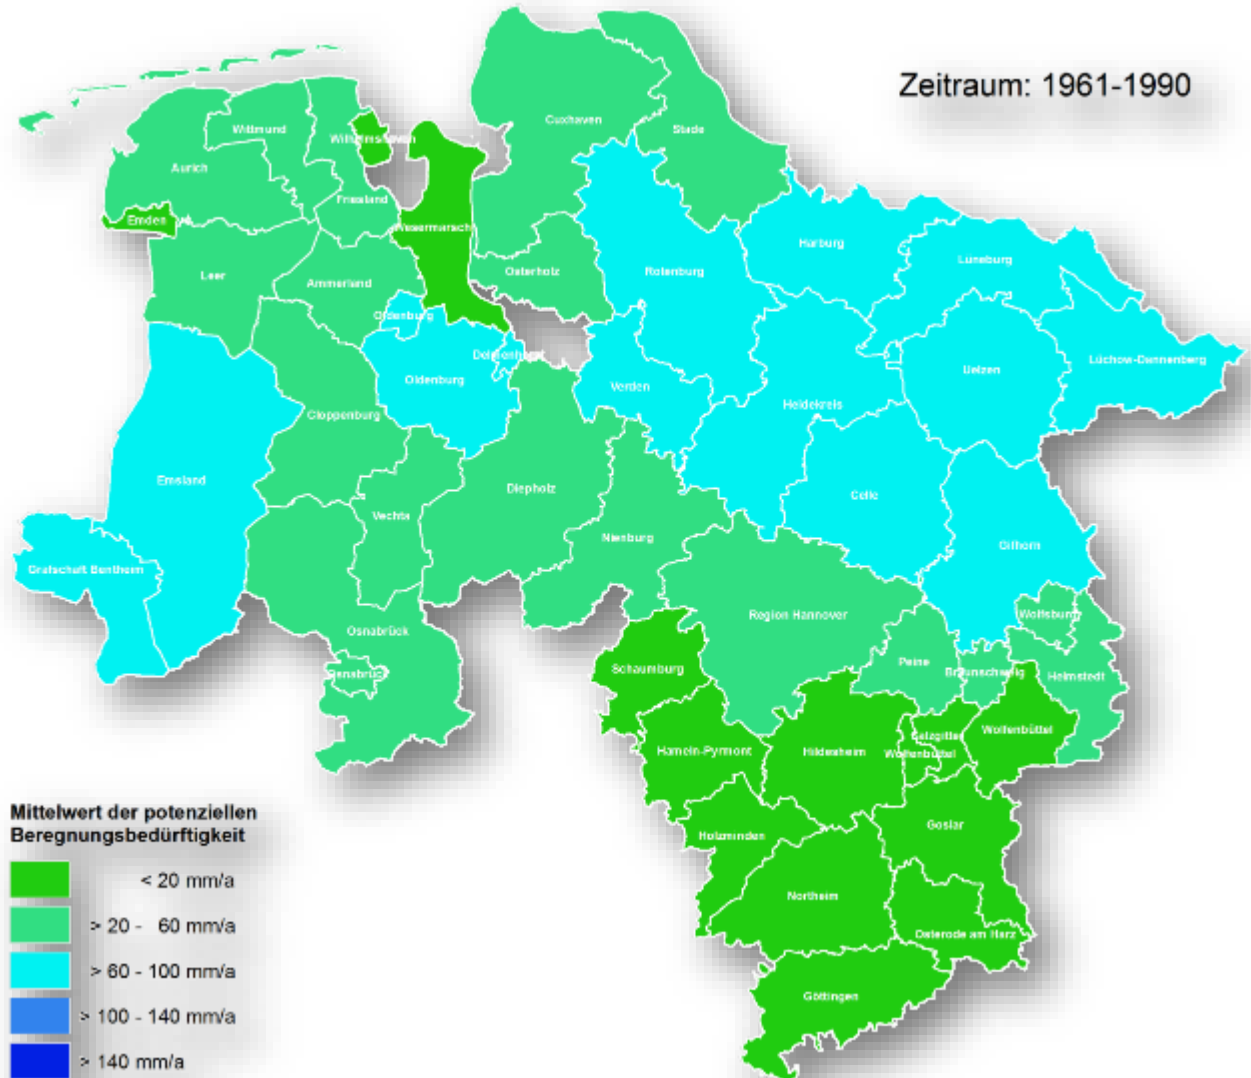 Zeitraum: 1961-1990
Cuxhaven
Stade
Wittmund
Wilhelmshaven
Aurich
Friesland
Emden
Wesermarsch
Harburg
Lüneburg
Leer
Ammerland
Osterholz
Rotenburg
Oldenburg
Delmenhorst
Oldenburg
Verden
Uelzen
Lüchow-Dannenberg
Heidekreis
Cloppenburg
Emsland
Diepholz
Celle
Vechta
Nienburg
Gifhorn
Grafschaft Bentheim
Region Hannover
Wolfsburg
Osnabrück
Peine
Schaumburg
Braunschweig
Helmstedt
Osnabrück
Wolfenbüttel
Salzgitter
Hameln-Pyrmont
Hildesheim
Wolfenbüttel
Goslar
Holzminden
Northeim
Osterode am Harz
Göttingen
Mittelwert der potenziellen
Beregnungsbedürftigkeit
< 20 mm/a
> 20 - 60 mm/a
> 60 - 100 mm/a
> 100 - 140 mm/a
> 140 mm/a